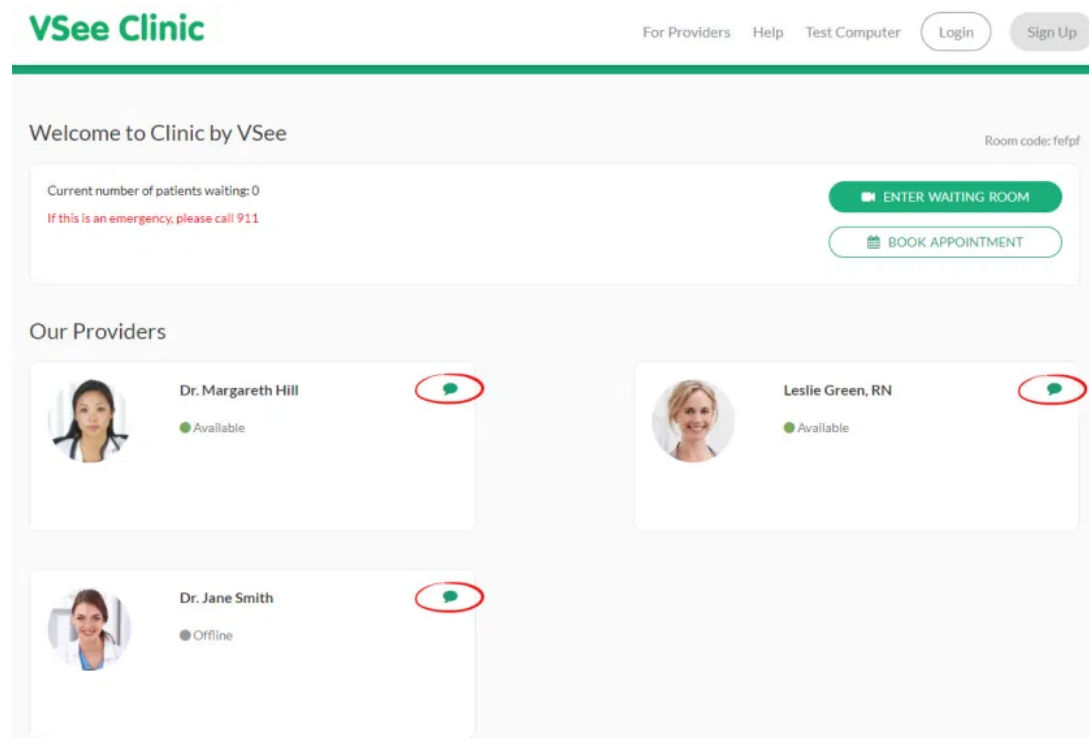 VSee Clinic
For Providers Help Test Computer Login Sign Up
Welcome to Clinic by VSee
Room code: fefpf
Current number of patients waiting: 0
ENTER WAITING ROOM
If this is an emergency, please call 911
BOOK APPOINTMENT
Our Providers
Dr. Margareth Hill
Available
Leslie Green, RN
Available
Dr. Jane Smith
Offline